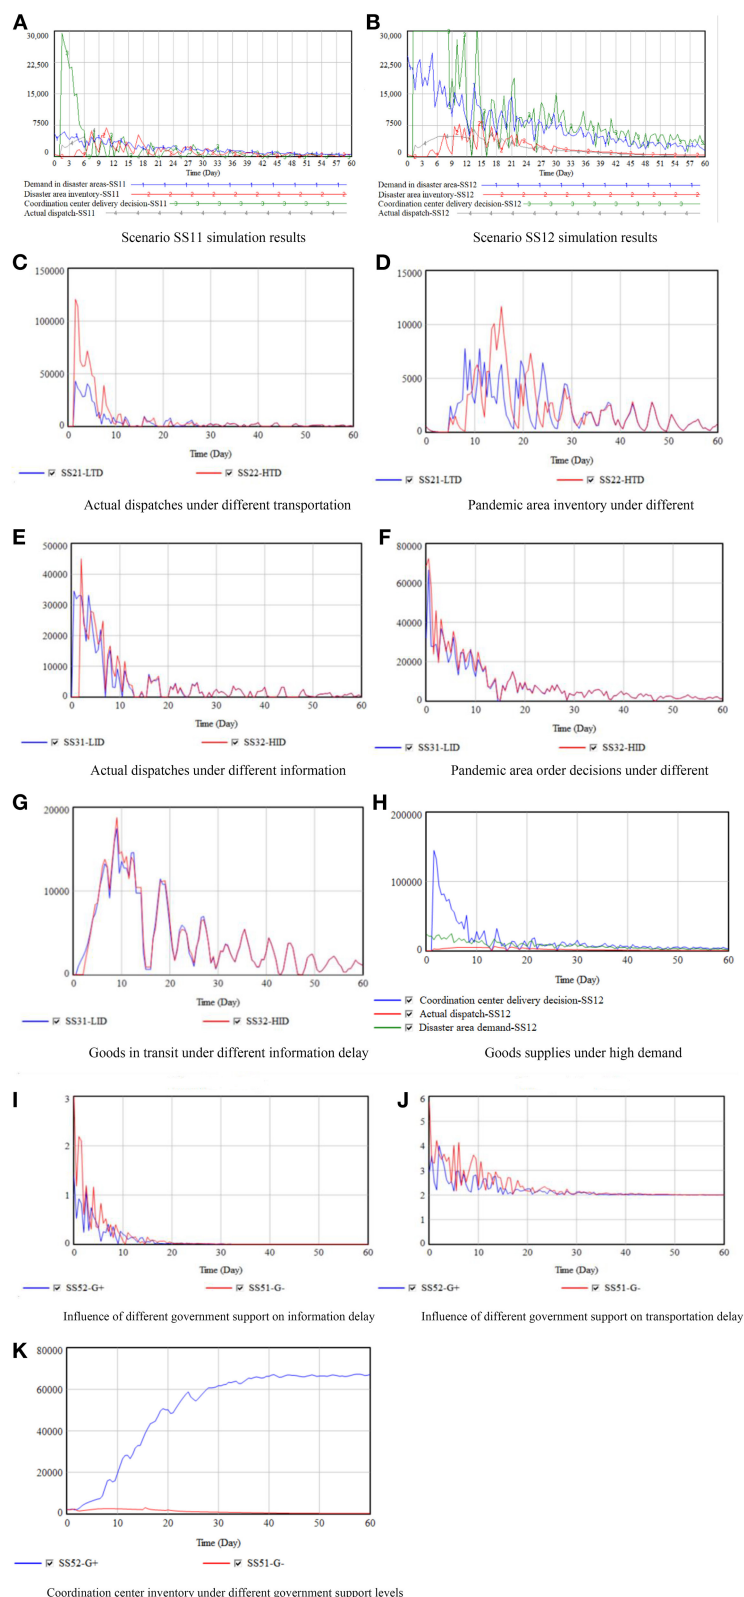 A
B
30,000
22,500
15,000
7500
0
0 3 6 9 12 15 18 21 24 27 30 33 36 39 42 45 48 51 54 57 60
Time (Day)
Demand in disaster areas-SS11
Disaster area inventory-SS11
Coordination center delivery decision-SS11
Actual dispatch-SS11
Scenario SS11 simulation results
30,000
22,500
15,000
7500
0
0 3 6 9 12 15 18 21 24 27 30 33 36 39 42 45 48 51 54 57 60
Time (Day)
Demand in disaster area-SS12
Disaster area inventory-SS12
Coordination center delivery decision-SS12
Actual dispatch-SS12
Scenario SS12 simulation results
C
150000
100000
50000
0
0 10 20 30 40 50 60
Time (Day)
SS21-LTD SS22-HTD
Actual dispatches under different transportation
D
15000
10000
5000
0
0 10 20 30 40 50 60
Time (Day)
SS21-LTD SS22-HTD
Pandemic area inventory under different
E
50000
40000
30000
20000
10000
0
0 10 20 30 40 50 60
Time (Day)
SS31-LID SS32-HID
Actual dispatches under different information
F
80000
60000
40000
20000
0
0 10 20 30 40 50 60
Time (Day)
SS31-LID SS32-HID
Pandemic area order decisions under different
G
20000
10000
0
0 10 20 30 40 50 60
Time (Day)
SS31-LID SS32-HID
Goods in transit under different information delay
H
200000
100000
0
0 10 20 30 40 50 60
Time (Day)
Coordination center delivery decision-SS12
Actual dispatch-SS12
Disaster area demand-SS12
Goods supplies under high demand
I
3
2
1
0
0 10 20 30 40 50 60
Time (Day)
SS52-G+ SS51-G-
Influence of different government support on information delay
J
6
5
4
3
2
1
0
0 10 20 30 40 50 60
Time (Day)
SS52-G+ SS51-G-
Influence of different government support on transportation delay
K
80000
60000
40000
20000
0
0 10 20 30 40 50 60
Time (Day)
SS52-G+ SS51-G-
Coordination center inventory under different government support levels